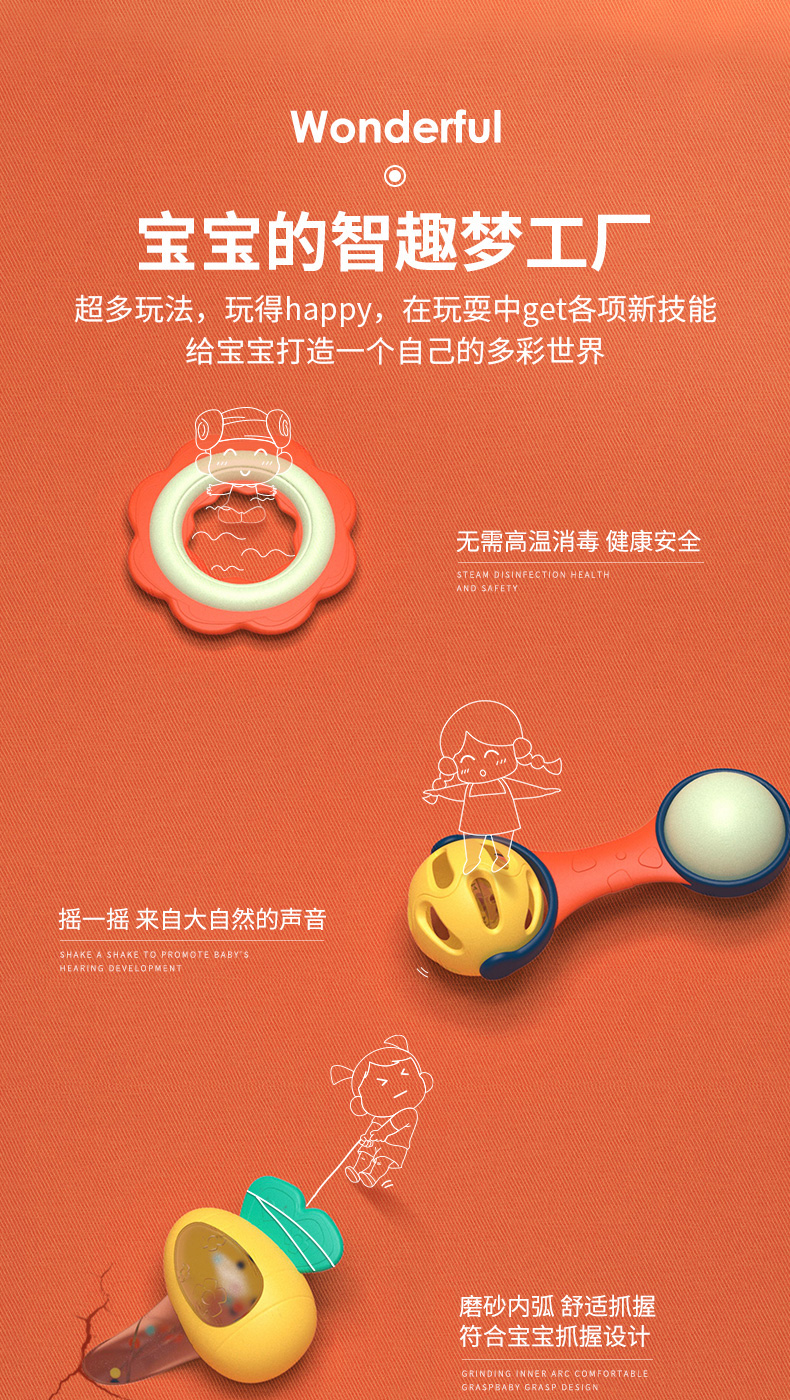 Wonderful
宝宝的智趣梦工厂
超多玩法，玩得happy，在玩耍中get各项新技能
给宝宝打造一个自己的多彩世界
无需高温消毒 健康安全
STEAM DISINFECTION HEALTH
AND SAFETY
摇一摇 来自大自然的声音
SHAKE A SHAKE TO PROMOTE BABY'S
HEARING DEVELOPMENT
磨砂内弧 舒适抓握
符合宝宝抓握设计
GRINDING INNER ARC COMFORTABLE
GRASPBABY GRASP DESIGN